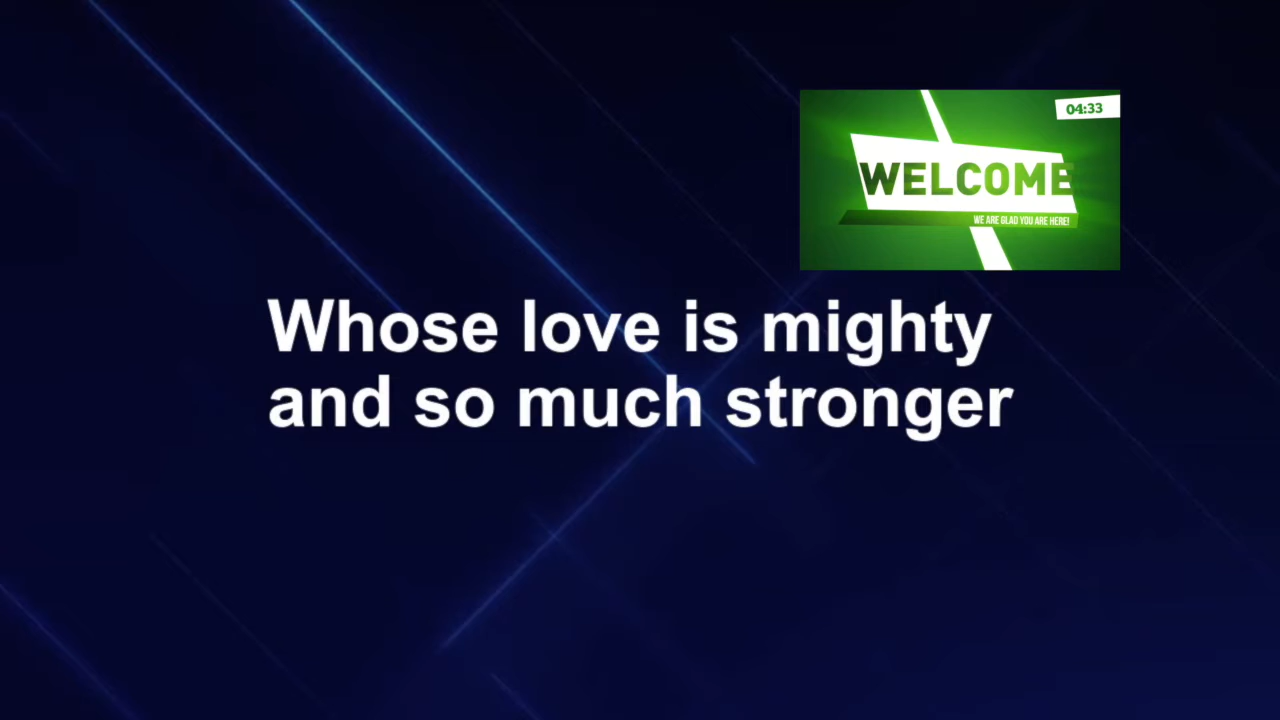 04:33
WELCOME
WE ARE GLAD YOU ARE HERE!
Whose love is mighty
and so much stronger